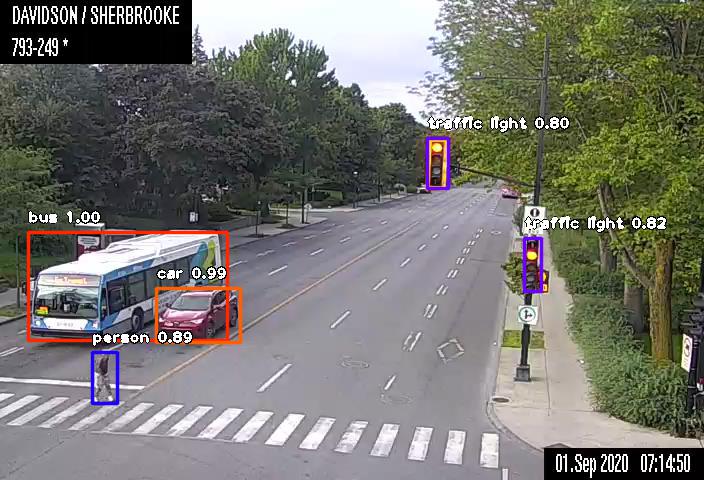 DAVIDSON / SHERBROOKE
793-249 *
traffic light 0.80
bus 1.00
traffic light 0.82
car 0.99
person 0.89
01.Sep 2020 07:14:50